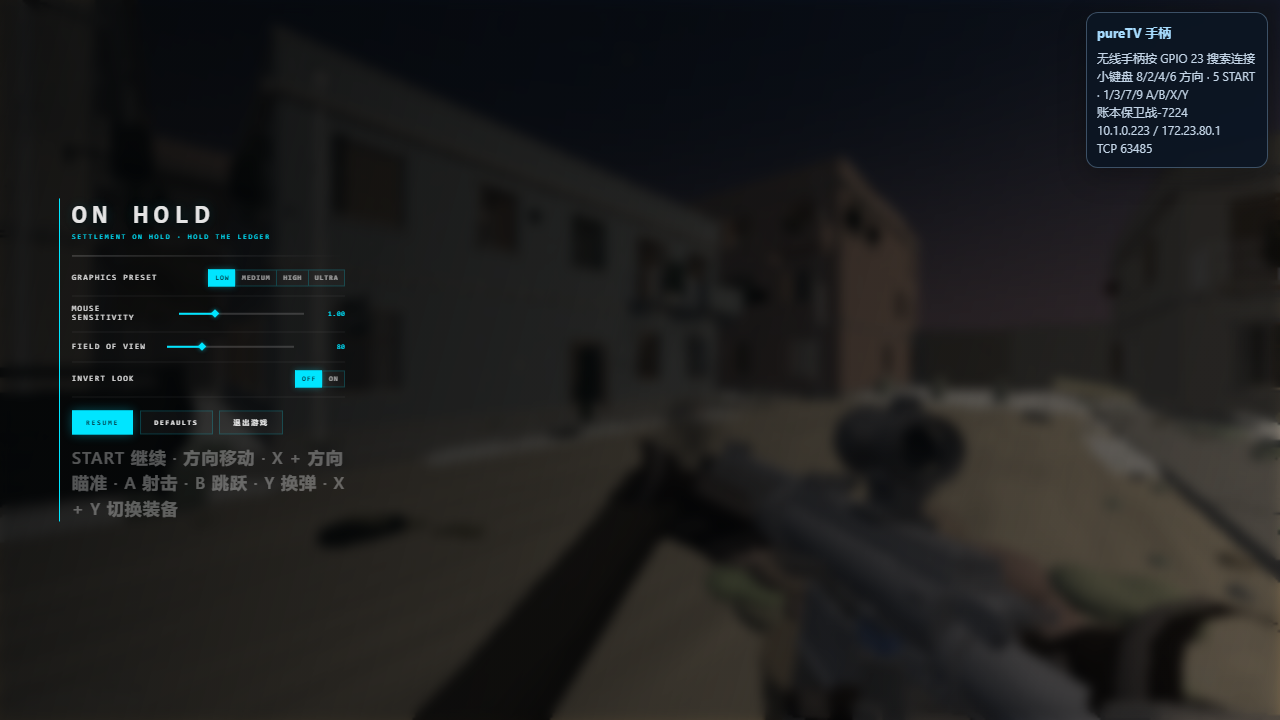 pureTV 手柄
无线手柄按 GPIO 23 搜索连接
小键盘 8/2/4/6 方向 · 5 START
· 1/3/7/9 A/B/X/Y
账本保卫战-7224
10.1.0.223 / 172.23.80.1
TCP 63485
ON HOLD
SETTLEMENT ON HOLD · HOLD THE LEDGER
GRAPHICS PRESET LOW MEDIUM HIGH ULTRA
MOUSE
SENSITIVITY 1.00
FIELD OF VIEW 80
INVERT LOOK OFF ON
RESUME DEFAULTS 退出游戏
START 继续 · 方向移动 · X + 方向
瞄准 · A 射击 · B 跳跃 · Y 换弹 · X
+ Y 切换装备